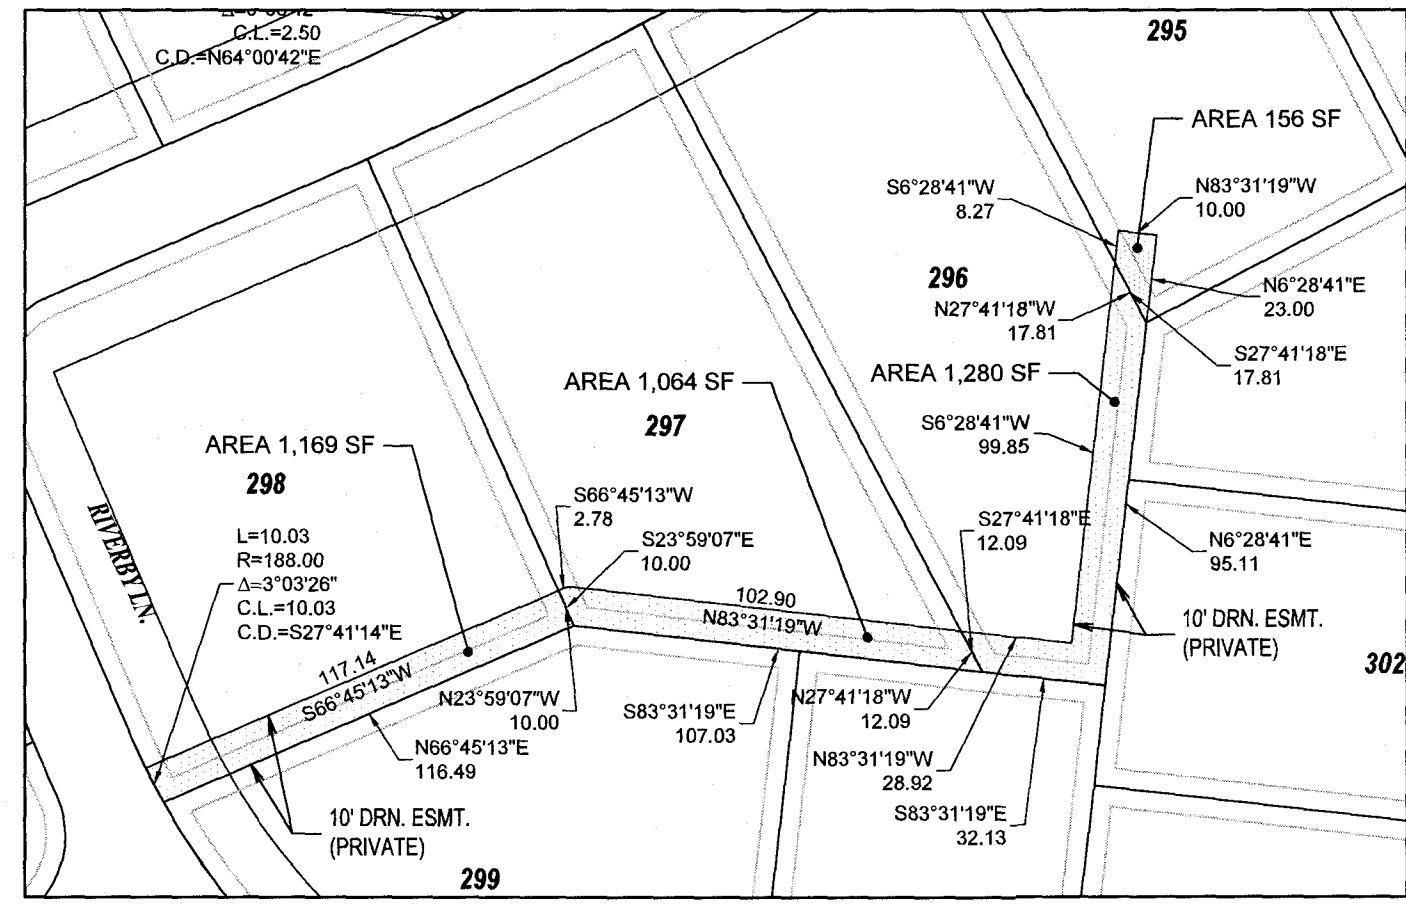 C.L.=2.50
C.D.=N64°00'42"E
295
AREA 156 SF
S6°28'41"W
8.27
N83°31'19"W
10.00
296
N6°28'41"E
23.00
N27°41'18"W
17.81
S27°41'18"E
17.81
AREA 1,064 SF
AREA 1,280 SF
297
S6°28'41"W
99.85
AREA 1,169 SF
298
S66°45'13"W
2.78
RIVERBY LN.
L=10.03
R=188.00
Δ=3°03'26"
C.L.=10.03
C.D.=S27°41'14"E
S23°59'07"E
10.00
S27°41'18"E
12.09
N6°28'41"E
95.11
102.90
N83°31'19"W
10' DRN. ESMT.
(PRIVATE)
302
117.14
S66°45'13"W
N23°59'07"W
10.00
S83°31'19"E
107.03
N27°41'18"W
12.09
N66°45'13"E
116.49
N83°31'19"W
28.92
S83°31'19"E
32.13
10' DRN. ESMT.
(PRIVATE)
299